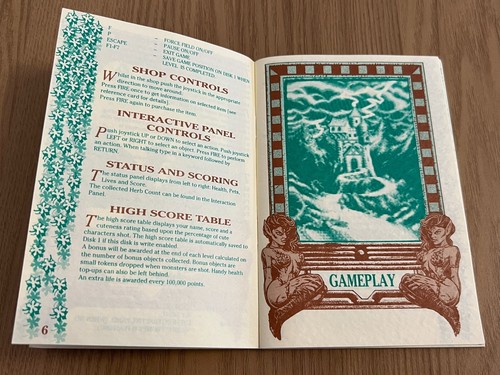 F - FORCE FIELD ON/OFF
P - PAUSE ON/OFF
ESCAPE - EXIT GAME
F1-F7 - SAVE GAME POSITION ON DISK 1 WHEN
LEVEL IS COMPLETED.
SHOP CONTROLS
Whilst in the shop push the joystick in the appropriate
direction to move around.
Press FIRE once to get information on selected item (see
reference card for details)
Press FIRE again to purchase the item.
INTERACTIVE PANEL
CONTROLS
Push joystick UP or DOWN to select an action. Push joystick
LEFT or RIGHT to select an object. Press FIRE to perform
an action. When talking type in a keyword followed by
RETURN.
STATUS AND SCORING
The status panel displays from left to right: Health, Pets,
Lives and Score.
The collected Herb Count can be found in the Interaction
Panel.
HIGH SCORE TABLE
The high score table displays your name, score and a
cuteness rating based upon the percentage of cute
characters shot. The high score table is automatically saved to
Disk 1 if this disk is write enabled.
A bonus will be awarded at the end of each level calculated on
the number of bonus objects collected. Bonus objects are
small tokens dropped when monsters are shot. Handy health
top-ups can also be left behind.
An extra life is awarded every 100,000 points.
6
GAMEPLAY